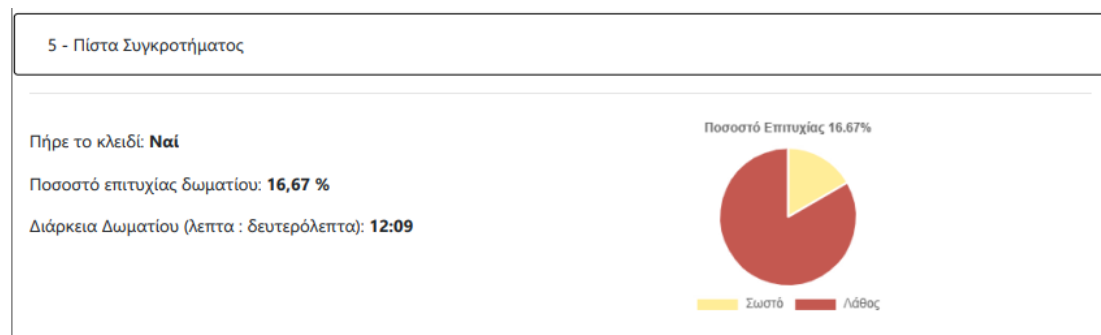 5 - Πίστα Συγκροτήματος
Πήρε το κλειδί: Ναί
Ποσοστό επιτυχίας δωματίου: 16,67 %
Διάρκεια Δωματίου (λεπτα : δευτερόλεπτα): 12:09
Ποσοστό Επιτυχίας 16.67%
Σωστό
Λάθος